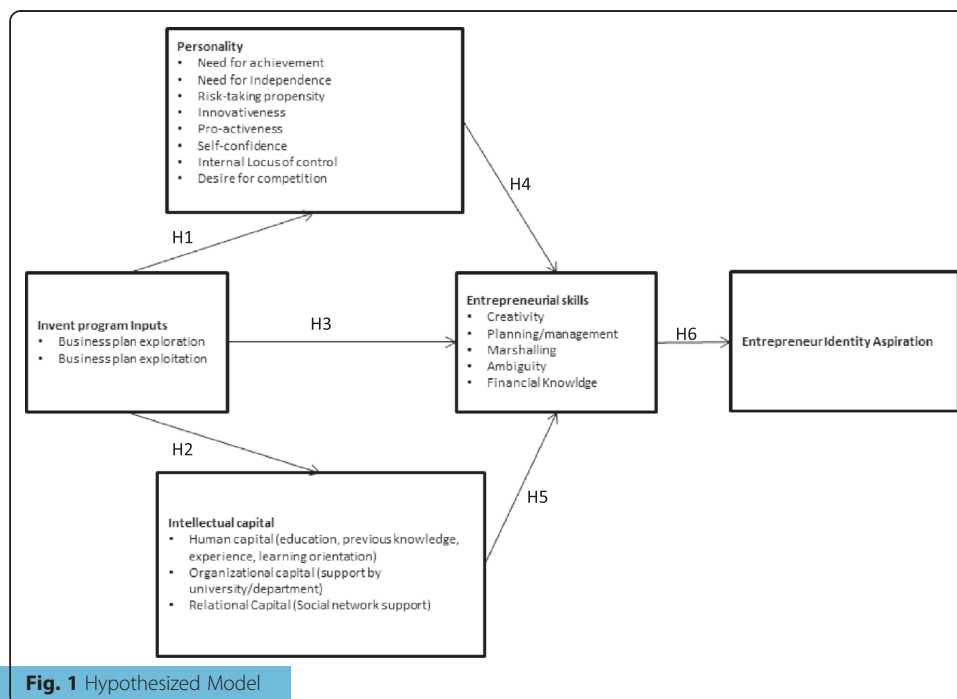 Personality
• Need for achievement
• Need for Independence
• Risk-taking propensity
• Innovativeness
• Pro-activeness
• Self-confidence
• Internal Locus of control
• Desire for competition
H1
H4
Invent program Inputs
• Business plan exploration
• Business plan exploitation
H3
Entrepreneurial skills
• Creativity
• Planning/management
• Marshalling
• Ambiguity
• Financial Knowldge
H6
Entrepreneur Identity Aspiration
H2
H5
Intellectual capital
• Human capital (education, previous knowledge,
experience, learning orientation)
• Organizational capital (support by
university/department)
• Relational Capital (Social network support)
Fig. 1 Hypothesized Model